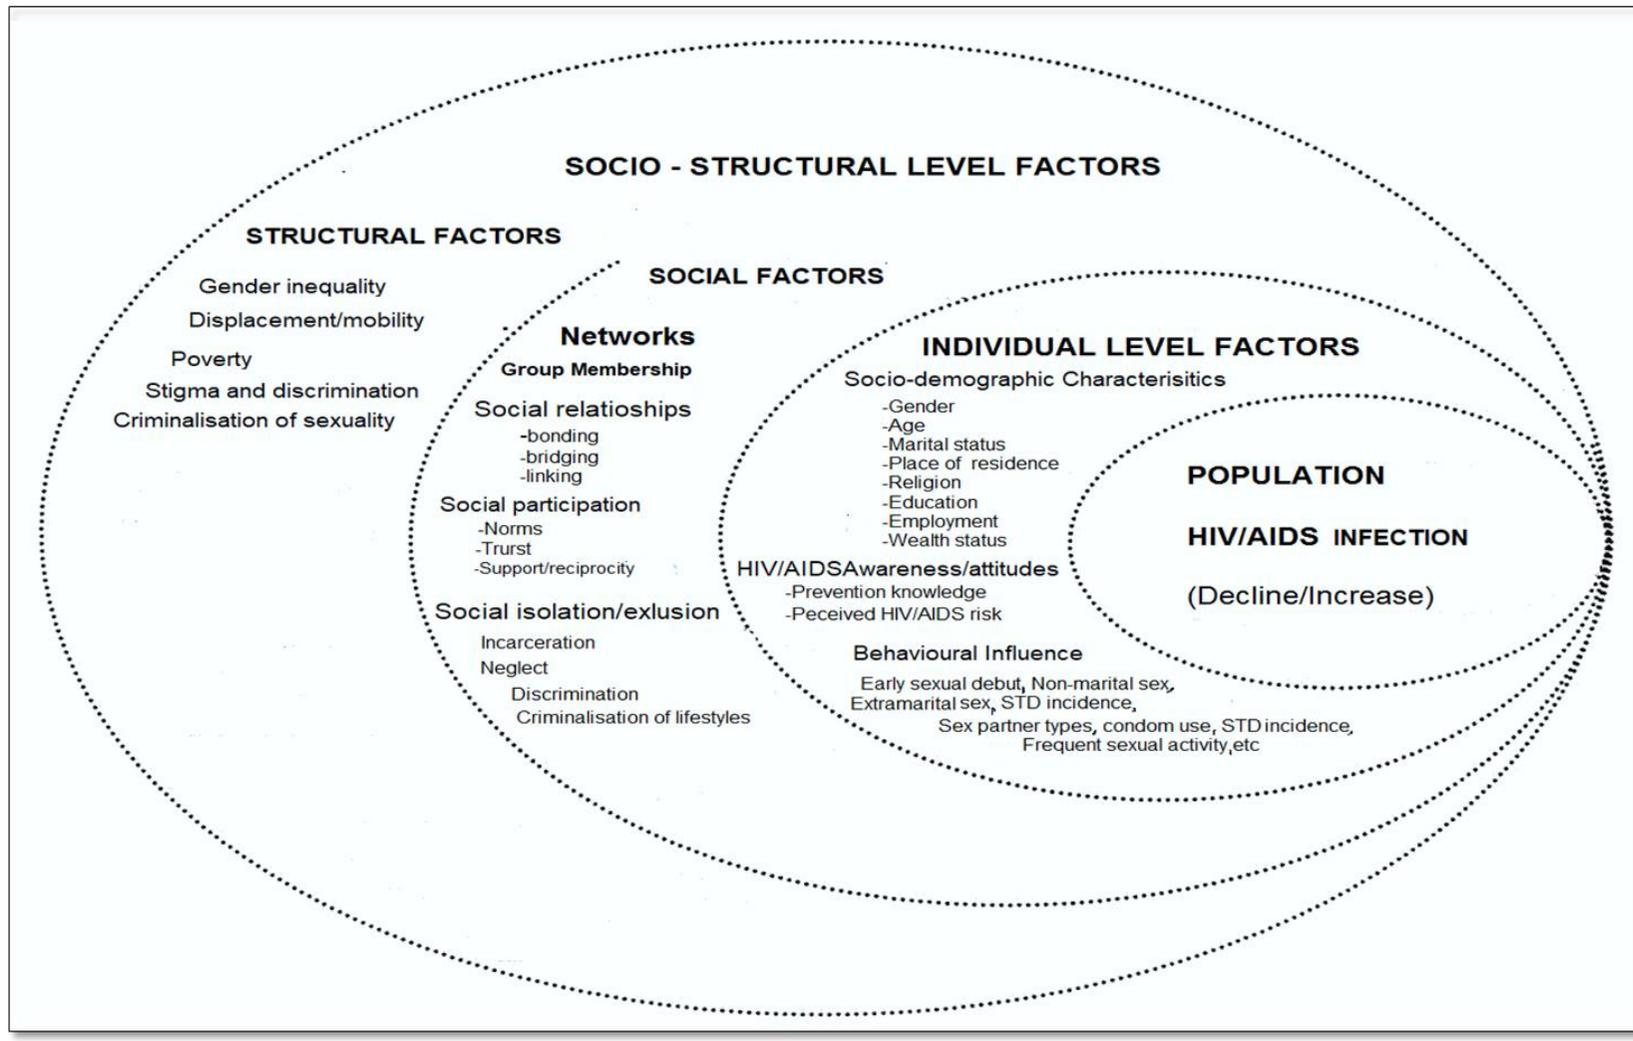 SOCIO - STRUCTURAL LEVEL FACTORS
STRUCTURAL FACTORS
Gender inequality
Displacement/mobility
Poverty
Stigma and discrimination
Criminalisation of sexuality
SOCIAL FACTORS
Networks
Group Membership
Social relatioships
-bonding
-bridging
-linking
Social participation
-Norms
-Trurst
-Support/reciprocity
Social isolation/exlusion
Incarceration
Neglect
Discrimination
Criminalisation of lifestyles
INDIVIDUAL LEVEL FACTORS
Socio-demographic Characterisitics
-Gender
-Age
-Marital status
-Place of residence
-Religion
-Education
-Employment
-Wealth status
HIV/AIDSAwareness/attitudes
-Prevention knowledge
-Peceived HIV/AIDS risk
Behavioural Influence
Early sexual debut, Non-marital sex,
Extramarital sex, STD incidence,
Sex partner types, condom use, STD incidence,
Frequent sexual activity,etc
POPULATION
HIV/AIDS INFECTION
(Decline/Increase)